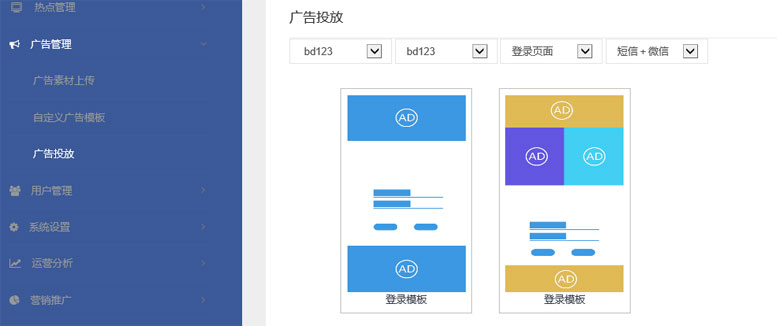 热点管理
广告管理
广告素材上传
自定义广告模板
广告投放
用户管理
系统设置
运营分析
营销推广
广告投放
bd123 bd123 登录页面 短信+微信
AD AD
AD AD
AD AD
登录模板 登录模板